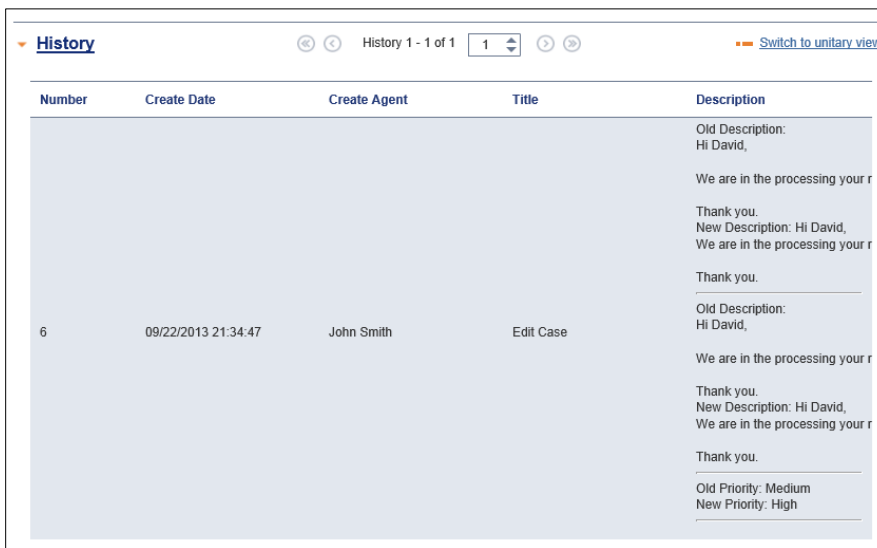 History
History 1 - 1 of 1
1
Switch to unitary view
Number Create Date Create Agent Title Description
Old Description:
Hi David,
We are in the processing your r
Thank you.
New Description: Hi David,
We are in the processing your r
Thank you.
Old Description:
Hi David,
6 09/22/2013 21:34:47 John Smith Edit Case
We are in the processing your r
Thank you.
New Description: Hi David,
We are in the processing your r
Thank you.
Old Priority: Medium
New Priority: High